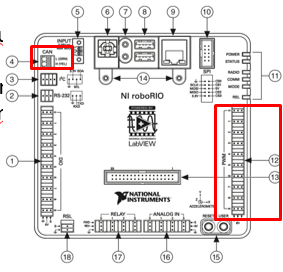 5
6
7
8
9
10
CAN
4
3
I²C
2
RS-232
14
SPI
POWER
STATUS
RADIO
COMM
MODE
RSL
11
NI roboRIO
LabVIEW
1
DIO
PWM
12
13
NATIONAL
INSTRUMENTS
ACCELEROMETER
RSL
RELAY
ANALOG IN
RESET
USER
18
17
16
15